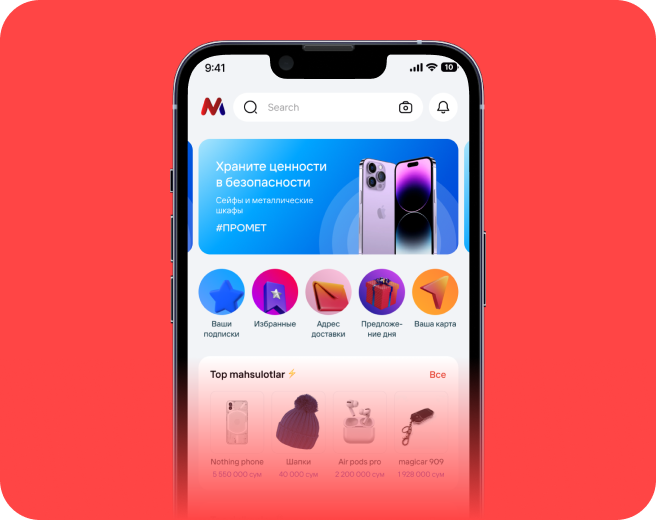 9:41
10
Search
Храните ценности
в безопасности
Сейфы и металлические
шкафы
#ПРОМЕТ
Ваши
подписки
Избранные
Адрес
доставки
Предложе-
ние дня
Ваша карта
Top mahsulotlar
Все
Nothing phone
Шапки
Air pods pro
magicar 909
5 550 000 сум
40 000 сум
2 200 000 сум
1 928 000 сум